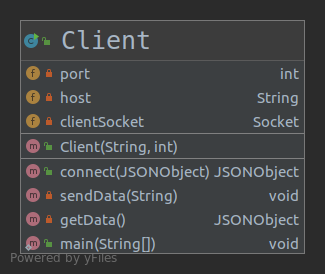 Client
port int
host String
clientSocket Socket
Client(String, int)
connect(JSONObject) JSONObject
sendData(String) void
getData() JSONObject
main(String[]) void
Powered by yFiles